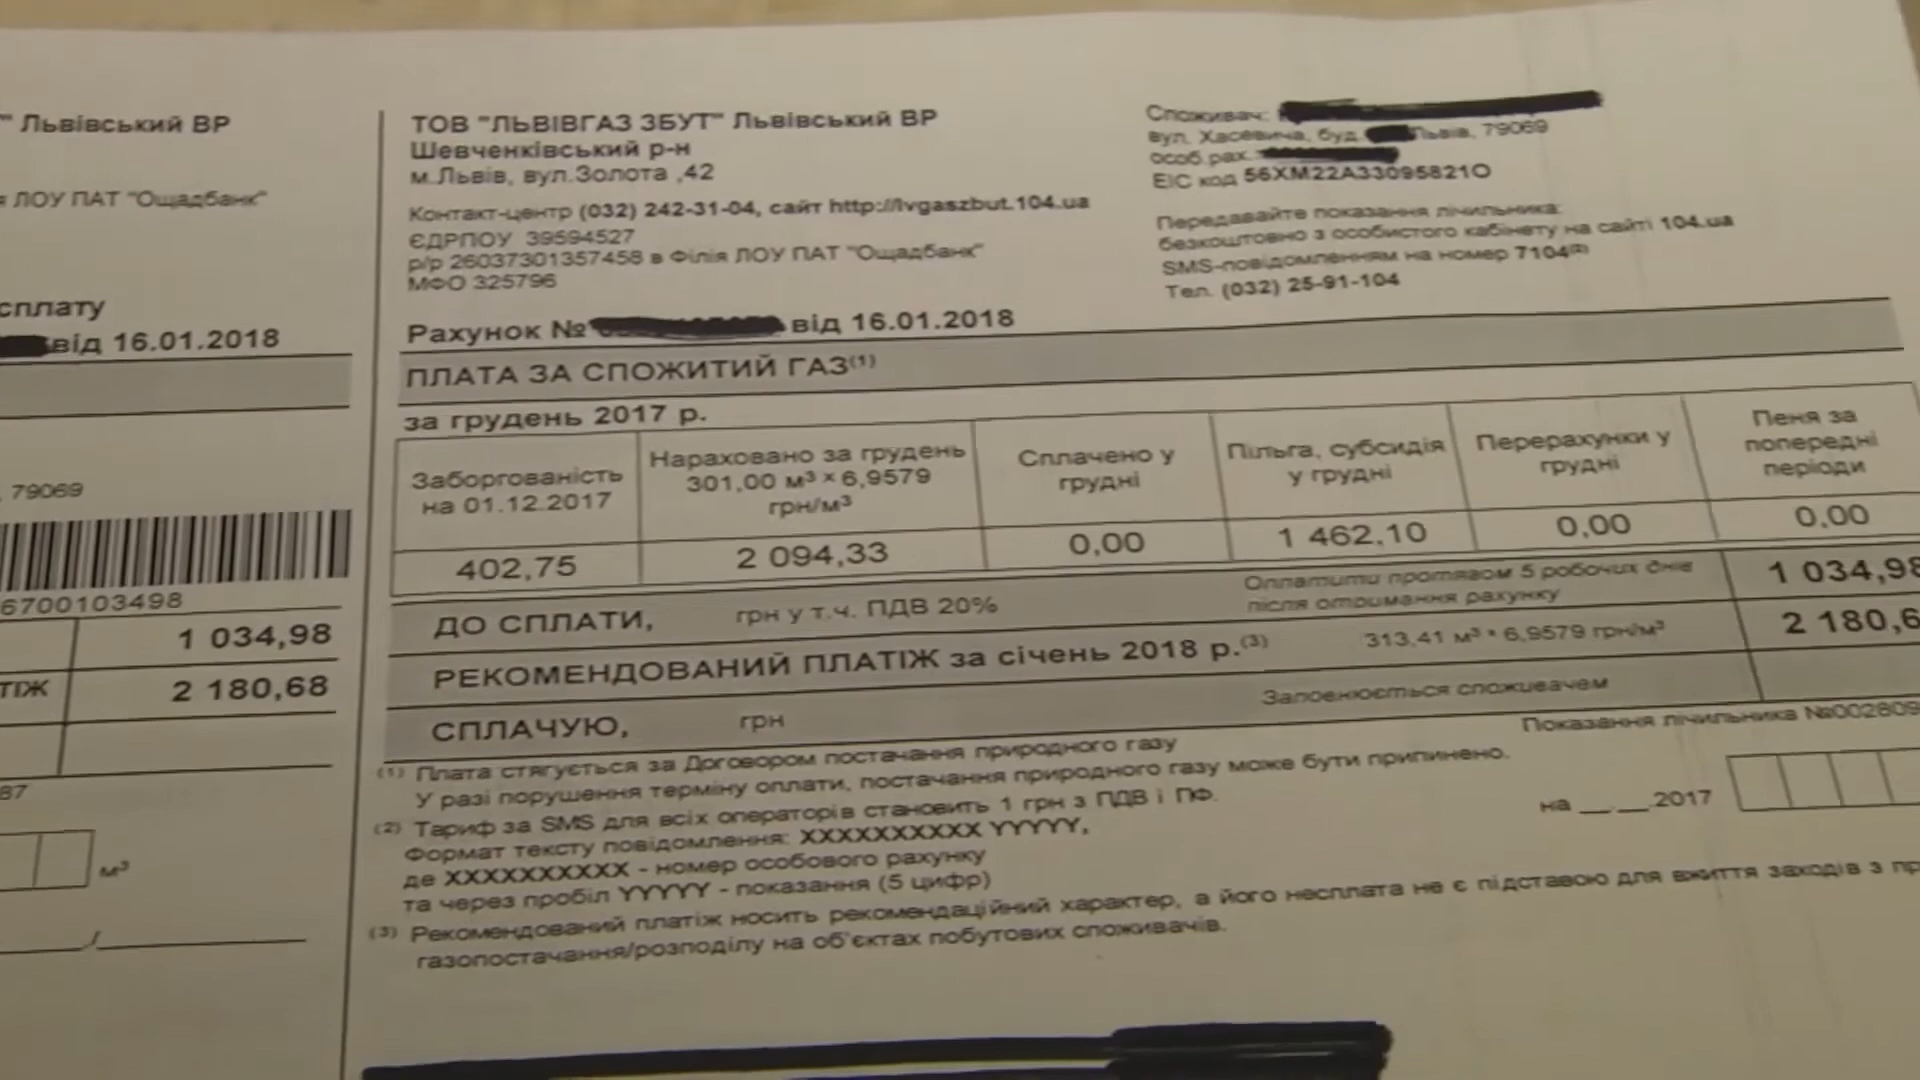 " Львівський ВР
ЛОУ ПАТ "Ощадбанк"
сплату
від 16.01.2018
, 79069
6700103498
1 034,98
ТІЖ 2 180,68
87
м³
ТОВ "ЛЬВІВГАЗ ЗБУТ" Львівський ВР
Шевченківський р-н
м.Львів, вул.Золота ,42
Контакт-центр (032) 242-31-04, сайт http://lvgaszbut.104.ua
ЄДРПОУ 39594527
р/р 26037301357458 в Філія ЛОУ ПАТ "Ощадбанк"
МФО 325796
Рахунок № від 16.01.2018
Споживач:
вул. Хасевича, буд. Львів, 79069
особ.рах.
EIC код 56XM22A33095821O
Передавайте показання лічильника:
безкоштовно з особистого кабінету на сайті 104.ua
SMS-повідомленням на номер 7104(2)
Тел. (032) 25-91-104
ПЛАТА ЗА СПОЖИТИЙ ГАЗ(1)
за грудень 2017 р.
Заборгованість
на 01.12.2017
Нараховано за грудень
301,00 м³ × 6,9579
грн/м³
Сплачено у
грудні
Пільга, субсидія
у грудні
Перерахунки у
грудні
Пеня за
попередні
періоди
402,75 2 094,33 0,00 1 462,10 0,00 0,00
ДО СПЛАТИ, грн у т.ч. ПДВ 20% Оплатити протягом 5 робочих днів
після отримання рахунку 1 034,98
РЕКОМЕНДОВАНИЙ ПЛАТІЖ за січень 2018 р.(3) 313,41 м³ * 6,9579 грн/м³ 2 180,6
СПЛАЧУЮ, грн Заповнюється споживачем
Показання лічильника №002809
на __.__.2017
(1) Плата стягується за Договором постачання природного газу
У разі порушення терміну оплати, постачання природного газу може бути припинено.
(2) Тариф за SMS для всіх операторів становить 1 грн з ПДВ і ПФ.
Формат тексту повідомлення: XXXXXXXXXX YYYYY,
де XXXXXXXXXX - номер особового рахунку
та через пробіл YYYYY - показання (5 цифр)
(3) Рекомендований платіж носить рекомендаційний характер, а його несплата не є підставою для вжиття заходів з пр
газопостачання/розподілу на об'єктах побутових споживачів.